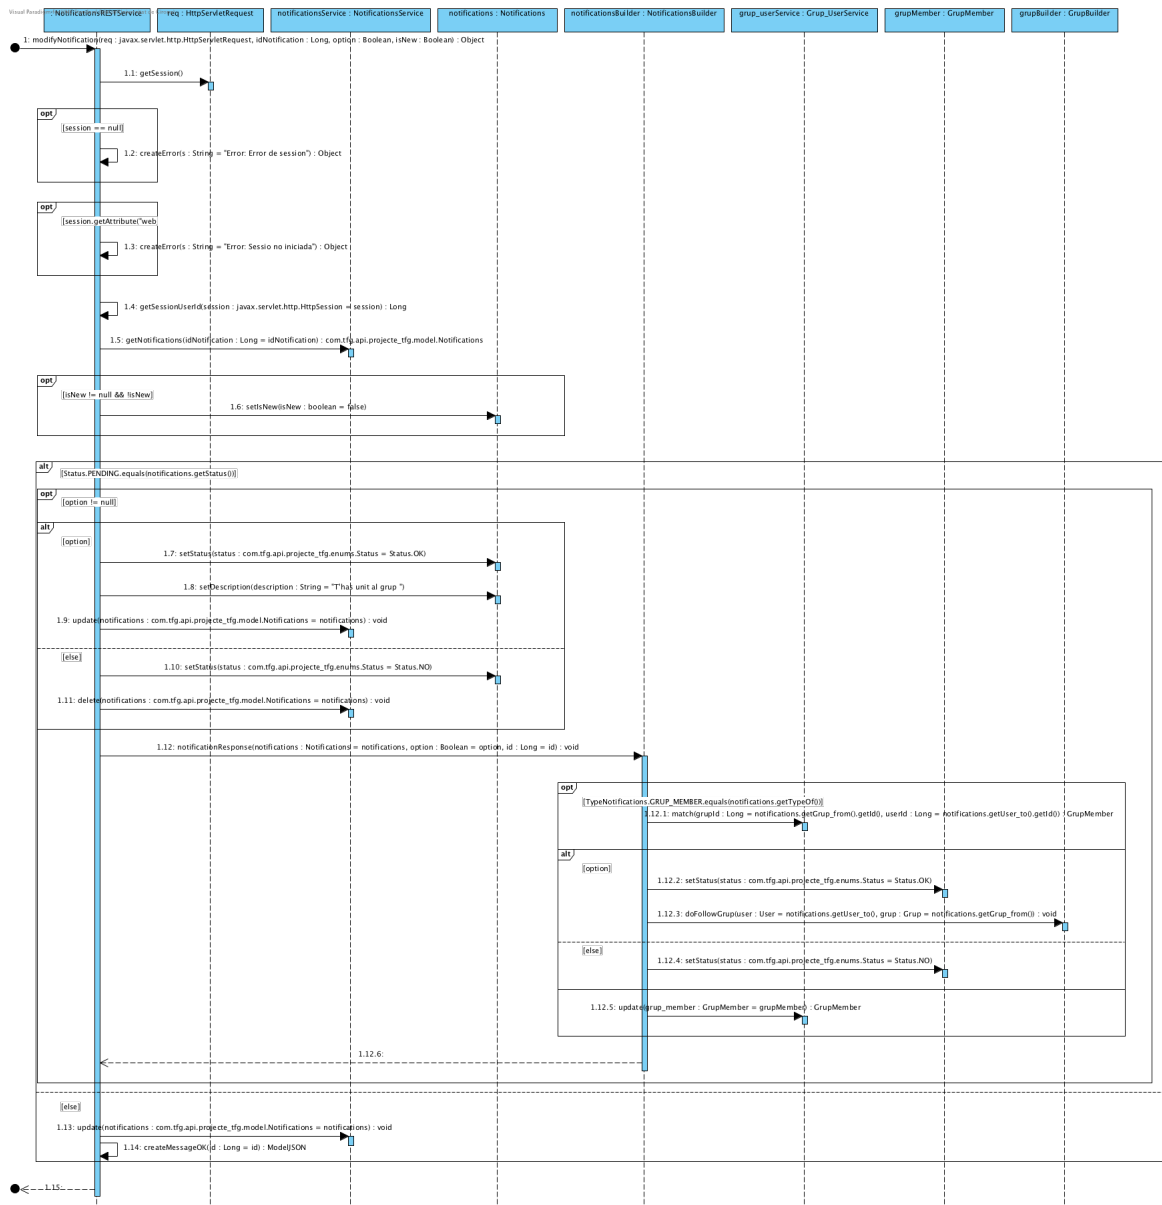 Visual Paradi
: NotificationsRESTService
req : HttpServletRequest
notificationsService : NotificationsService
notifications : Notifications
notificationsBuilder : NotificationsBuilder
grup_userService : Grup_UserService
grupMember : GrupMember
grupBuilder : GrupBuilder
1: modifyNotification(req : javax.servlet.http.HttpServletRequest, idNotification : Long, option : Boolean, isNew : Boolean) : Object
1.1: getSession()
opt
[session == null]
1.2: createError(s : String = "Error: Error de session") : Object
opt
[session.getAttribute("web
1.3: createError(s : String = "Error: Sessio no iniciada") : Object
1.4: getSessionUserId(session : javax.servlet.http.HttpSession = session) : Long
1.5: getNotifications(idNotification : Long = idNotification) : com.tfg.api.projecte_tfg.model.Notifications
opt
[isNew != null && !isNew]
1.6: setIsNew(isNew : boolean = false)
alt
[Status.PENDING.equals(notifications.getStatus())]
opt
[option != null]
alt
[option]
1.7: setStatus(status : com.tfg.api.projecte_tfg.enums.Status = Status.OK)
1.8: setDescription(description : String = "T'has unit al grup ")
1.9: update(notifications : com.tfg.api.projecte_tfg.model.Notifications = notifications) : void
[else]
1.10: setStatus(status : com.tfg.api.projecte_tfg.enums.Status = Status.NO)
1.11: delete(notifications : com.tfg.api.projecte_tfg.model.Notifications = notifications) : void
1.12: notificationResponse(notifications : Notifications = notifications, option : Boolean = option, id : Long = id) : void
opt
[TypeNotifications.GRUP_MEMBER.equals(notifications.getTypeOf())]
1.12.1: match(grupId : Long = notifications.getGrup_from().getId(), userId : Long = notifications.getUser_to().getId()) : GrupMember
alt
[option]
1.12.2: setStatus(status : com.tfg.api.projecte_tfg.enums.Status = Status.OK)
1.12.3: doFollowGrup(user : User = notifications.getUser_to(), grup : Grup = notifications.getGrup_from()) : void
[else]
1.12.4: setStatus(status : com.tfg.api.projecte_tfg.enums.Status = Status.NO)
1.12.5: update(grup_member : GrupMember = grupMember) : GrupMember
1.12.6:
[else]
1.13: update(notifications : com.tfg.api.projecte_tfg.model.Notifications = notifications) : void
1.14: createMessageOK(id : Long = id) : ModelJSON
1.15: